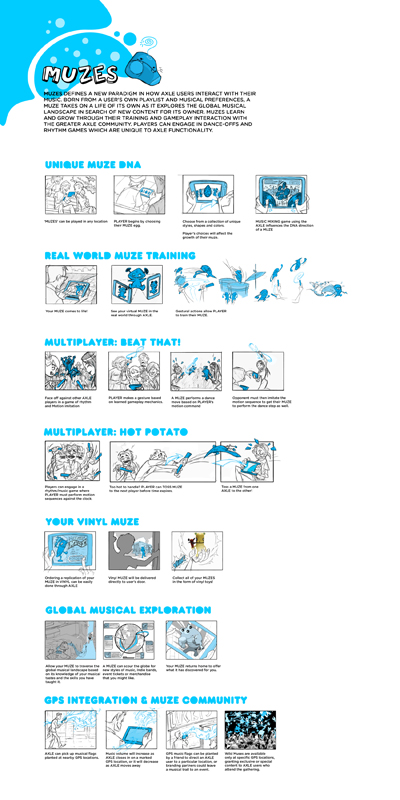 MUZES
MUZES DEFINES A NEW PARADIGM IN HOW AXLE USERS INTERACT WITH THEIR
MUSIC. BORN FROM A USER'S OWN PLAYLIST AND MUSICAL PREFERENCES, A
MUZE TAKES ON A LIFE OF ITS OWN AS IT EXPLORES THE GLOBAL MUSICAL
LANDSCAPE IN SEARCH OF NEW CONTENT FOR ITS OWNER. MUZES LEARN
AND GROW THROUGH THEIR TRAINING AND GAMEPLAY INTERACTION WITH
THE GREATER AXLE COMMUNITY. PLAYERS CAN ENGAGE IN DANCE-OFFS AND
RHYTHM GAMES WHICH ARE UNIQUE TO AXLE FUNCTIONALITY.
UNIQUE MUZE DNA
'MUZES' can be played in any location
PLAYER begins by choosing
their MUZE egg.
Choose from a collection of unique
styles, shapes and colors.
Player's choices will affect the
growth of their muze.
MUSIC MIXING game using the
AXLE influences the DNA direction
of a MUZE
REAL WORLD MUZE TRAINING
Your MUZE comes to life!
See your virtual MUZE in the
real world through AXLE.
Gestural actions allow PLAYER
to train their MUZE.
MULTIPLAYER: BEAT THAT!
Face off against other AXLE
players in a game of rhythm
and Motion imitation
PLAYER makes a gesture based
on learned gameplay mechanics.
A MUZE performs a dance
move based on PLAYER's
motion command
Opponent must then imitate the
motion sequence to get their MUZE
to perform the dance step as well.
MULTIPLAYER: HOT POTATO
Players can engage in a
rhythm based game where
PLAYER must perform motion
sequences against the clock
Too hot to handle? PLAYER can TOSS MUZE
to the next player before time expires
Toss a MUZE from one
AXLE to the other!
YOUR VINYL MUZE
Ordering a replication of your
MUZE in VINYL can be easily
done through AXLE
Vinyl MUZE will be delivered
directly to user's door.
Collect all of your MUZES
in the form of vinyl toys!
GLOBAL MUSICAL EXPLORATION
Allow your MUZE to traverse the
global musical landscape based
on its knowledge of your musical
tastes and the skills you have
taught it.
A MUZE can scour the globe for
new styles of music, indie bands,
event tickets or merchandise
that you might like.
Your MUZE returns home to offer
what it has discovered for you.
GPS INTEGRATION & MUZE COMMUNITY
AXLE can pick up musical flags
planted at nearby GPS locations.
Music volume will increase as
AXLE closes in on a marked
GPS location, or it will decrease
as AXLE moves away
GPS music flags can be planted
by a friend to direct an AXLE
user to a particular location, or
branding partners could leave
a musical trail to an event.
Wild Muzes are available
only at specific GPS locations,
granting exclusive or special
content to AXLE users who
attend the gathering.